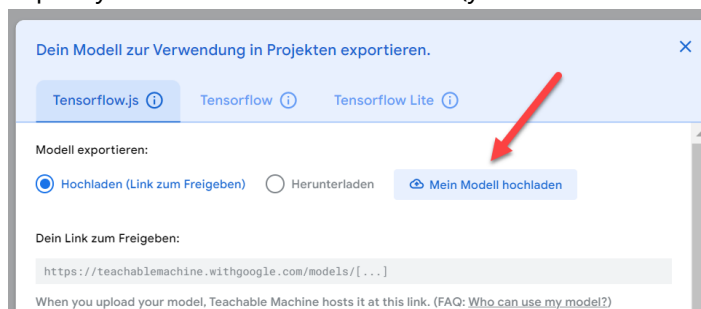 Dein Modell zur Verwendung in Projekten exportieren.
Tensorflow.js Tensorflow Tensorflow Lite
Modell exportieren:
Hochladen (Link zum Freigeben) Herunterladen Mein Modell hochladen
Dein Link zum Freigeben:
https://teachablemachine.withgoogle.com/models/[...]
When you upload your model, Teachable Machine hosts it at this link. (FAQ: Who can use my model?)